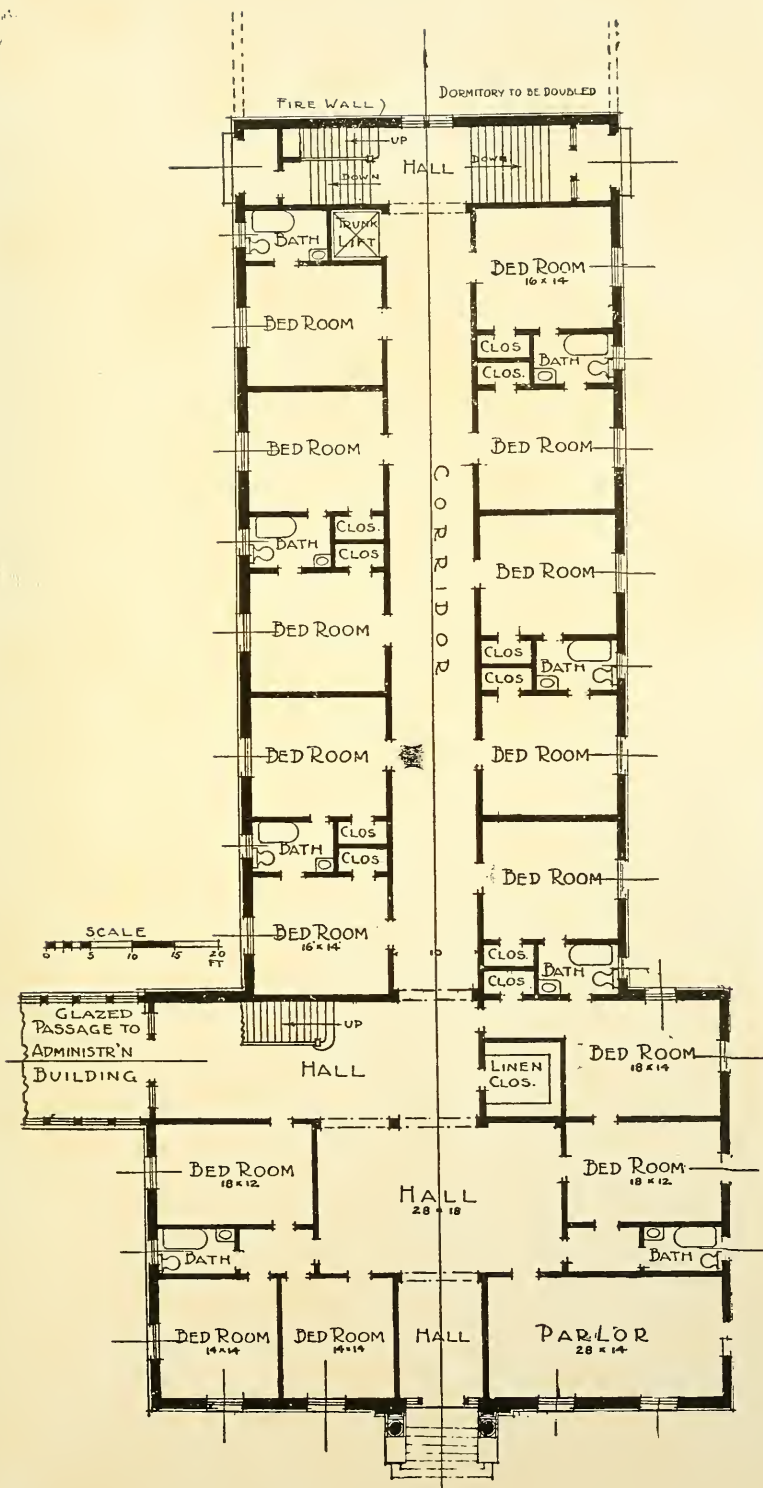 DORMITORY TO BE DOUBLED
FIRE WALL)
UP
HALL
DOWN
DOWN
BATH
TRUNK
LIFT
BED ROOM
16 x 14
BED ROOM
CLOS
CLOS.
BATH
BED ROOM
BED ROOM
CORRIDOR
BATH
CLOS.
CLOS
BED ROOM
BED ROOM
CLOS
CLOS
BATH
BED ROOM
BED ROOM
BATH
CLOS
CLOS
BED ROOM
BED ROOM
16 x 14
SCALE
0 5 10 15 20
FT
10
CLOS.
CLOS
BATH
GLAZED
PASSAGE TO
ADMINISTR'N
BUILDING
UP
HALL
LINEN
CLOS.
BED ROOM
18 x 14
BED ROOM
18 x 12
HALL
28 x 18
BED ROOM
18 x 12
BATH
BATH
BED ROOM
14 x 14
BED ROOM
14 x 14
HALL
PARLOR
28 x 14